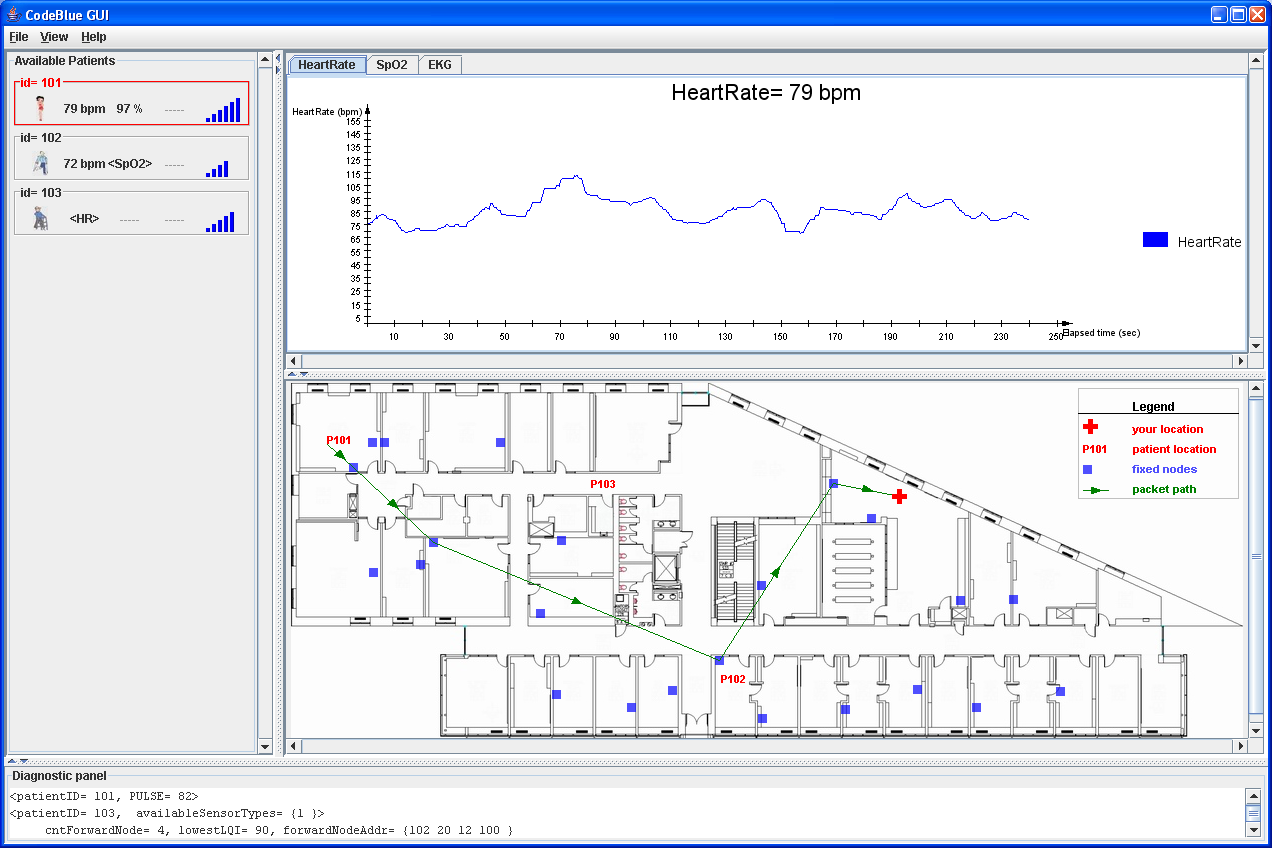 CodeBlue GUI
File View Help
Available Patients
id= 101
79 bpm 97 % -----
id= 102
72 bpm <SpO2> -----
id= 103
<HR> ----- -----
HeartRate SpO2 EKG
HeartRate= 79 bpm
HeartRate (bpm)
155
145
135
125
115
105
95
85
75
65
55
45
35
25
15
5
10 30 50 70 90 110 130 150 170 190 210 230 250
Elapsed time (sec)
HeartRate
Legend
your location
P101 patient location
fixed nodes
packet path
P101
P103
P102
Diagnostic panel
<patientID= 101, PULSE= 82>
<patientID= 103, availableSensorTypes= {1 }>
cntForwardNode= 4, lowestLQI= 90, forwardNodeAddr= {102 20 12 100 }